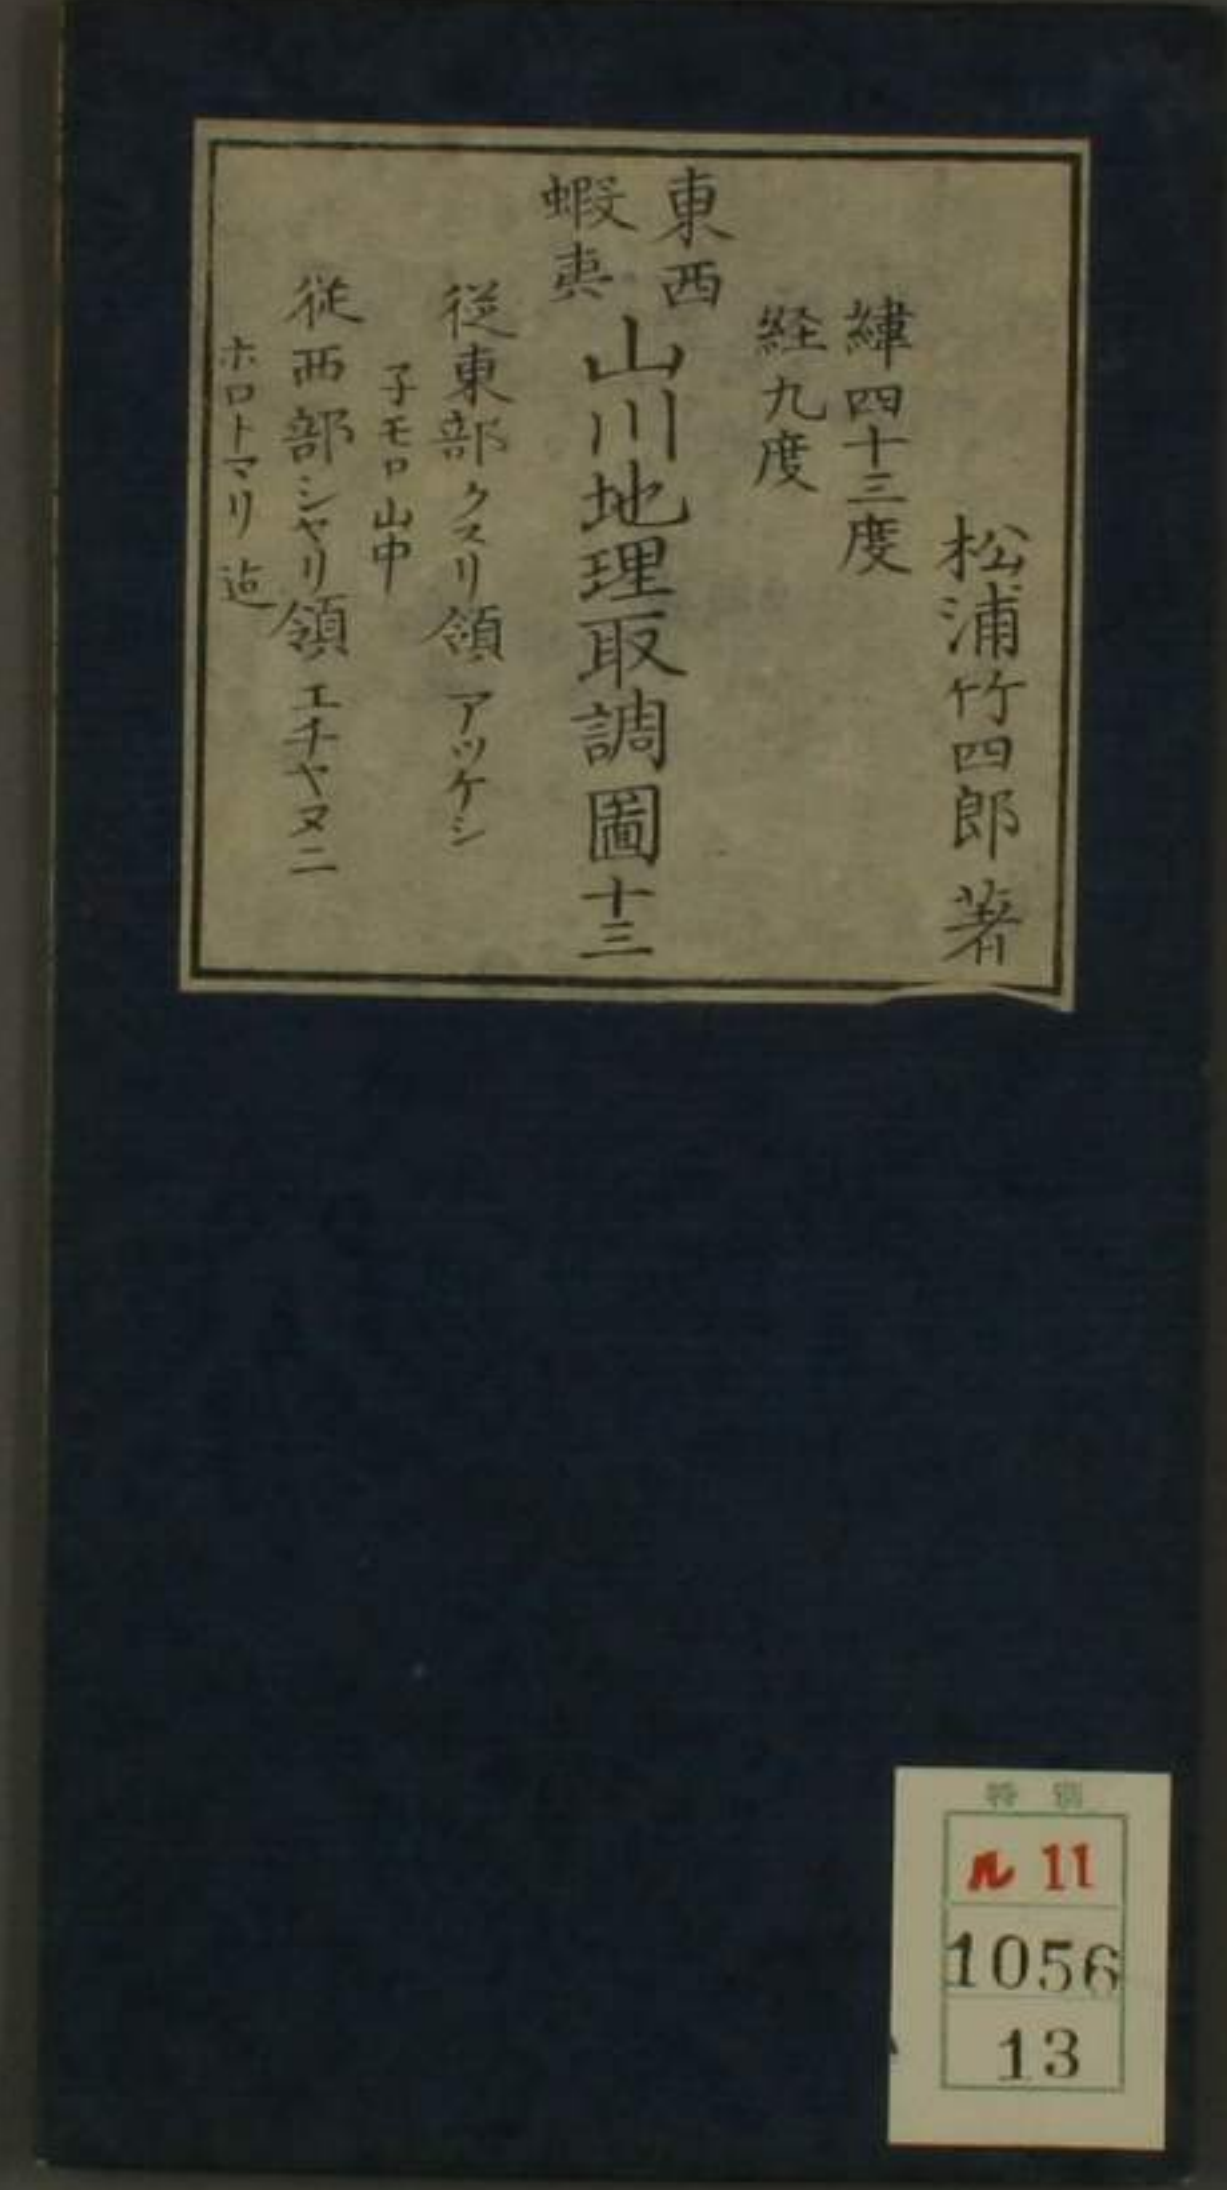 松浦竹四郎著
緯四十三度
経九度
東西
蝦夷
山川地理取調圖十三
従東部クスリ領アツケシ
子モロ山中
従西部シヤリ領エチヤヌニ
ホロトマリ迠
特別
ル 11
1056
13